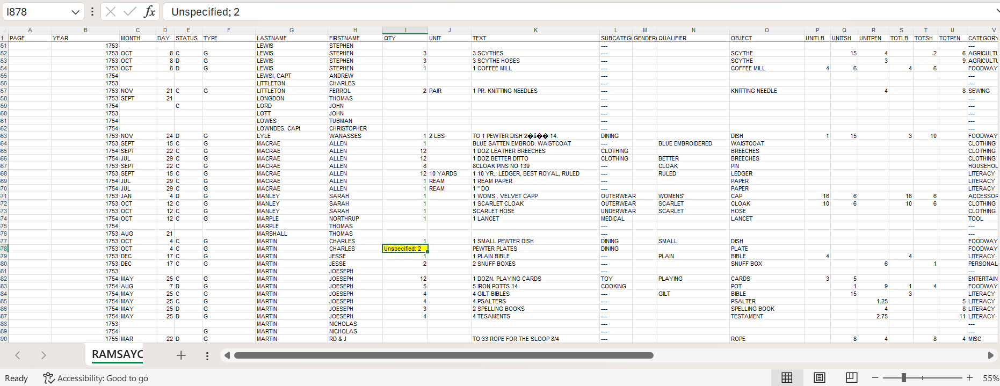 I878 Unspecified; 2
A B C D E F G H I J K L M N O P Q R S T U V
1 PAGE YEAR MONTH DAY STATUS TYPE LASTNAME FIRSTNAME QTY UNIT TEXT SUBCATEG GENDER QUALIFIER OBJECT UNITLB UNITSH UNITPEN TOTLB TOTSH TOTPEN CATEGORY
51 1753 LEWIS STEPHEN --- ---
52 1753 OCT 8 C G LEWIS STEPHEN 3 3 SCYTHES --- SCYTHE 15 4 2 6 AGRICULTU
53 1753 OCT 8 D G LEWIS STEPHEN 3 3 SCYTHE HOSES --- SCYTHE 3 9 AGRICULTU
54 1753 OCT 8 D G LEWIS STEPHEN 1 1 COFFEE MILL --- COFFEE MILL 4 6 4 6 FOODWAY
55 1754 LEWSI, CAPT ANDREW --- ---
56 1753 LITTLETON CHARLES --- ---
57 1753 NOV 21 C G LITTLETON FERROL 2 PAIR 1 PR. KNITTING NEEDLES --- KNITTING NEEDLE 4 8 SEWING
58 1753 SEPT 21 LONGDON THOMAS --- ---
59 1754 C LORD JOHN --- ---
60 1753 LOTT JOHN --- ---
61 1754 LOWES TUBMAN --- ---
62 1754 LOWNDES, CAPt CHRISTOPHER --- ---
63 1753 NOV 24 D G LYLE WANASSES 1 2 LBS TO 1 PEWTER DISH 2�â�� 14. DINING DISH 1 15 3 10 FOODWAY
64 1753 SEPT 15 C G MACRAE ALLEN 1 BLUE SATTEN EMBROD. WAISTCOAT --- BLUE EMBROIDERED WAISTCOAT CLOTHING
65 1754 SEPT 22 C G MACRAE ALLEN 12 1 DOZ LEATHER BREECHES CLOTHING BREECHES CLOTHING
66 1754 JUL 29 C G MACRAE ALLEN 12 1 DOZ BETTER DITTO CLOTHING BETTER BREECHES CLOTHING
67 1753 SEPT 22 C G MACRAE ALLEN 8 8CLOAK PINS NO 139 --- CLOAK PIN HOUSEHOL
68 1753 SEPT 15 C G MACRAE ALLEN 12 10 YARDS 1 10 YR.. LEDGER, BEST ROYAL, RULED --- RULED LEDGER LITERACY
69 1754 JUL 29 C G MACRAE ALLEN 1 REAM 1 REAM PAPER --- PAPER LITERACY
70 1754 JUL 29 C G MACRAE ALLEN 1 REAM 1 " DO --- PAPER LITERACY
71 1753 JAN 4 D G MANLEY SARAH 1 1 WOMS . VELVET CAPP OUTERWEAR WOMENS' CAP 16 6 16 6 ACCESSOR
72 1753 OCT 12 C G MANLEY SARAH 1 1 SCARLET CLOAK OUTERWEAR SCARLET CLOAK 10 6 10 6 CLOTHING
73 1753 OCT 12 C G MANLEY SARAH 1 SCARLET HOSE UNDERWEAR SCARLET HOSE CLOTHING
74 1754 OCT 12 C G MARPLE NORTHRUP 1 1 LANCET MEDICAL LANCET TOOL
75 1754 MARPLE THOMAS --- ---
76 1753 AUG 21 MARSHALL THOMAS --- ---
77 1753 OCT 4 C G MARTIN CHARLES 1 1 SMALL PEWTER DISH DINING SMALL DISH FOODWAY
78 1753 OCT 4 C G MARTIN CHARLES Unspecified; 2 PEWTER PLATES DINING PLATE FOODWAY
79 1753 DEC 17 C G MARTIN JESSE 1 1 PLAIN BIBLE --- PLAIN BIBLE 4 4 LITERACY
80 1753 DEC 17 C G MARTIN JESSE 2 2 SNUFF BOXES --- SNUFF BOX 6 1 PERSONAL
81 1753 MARTIN JOESEPH --- ---
82 1754 MAY 25 C G MARTIN JOESEPH 12 1 DOZN. PLAYING CARDS TOY PLAYING CARDS 3 5 ENTERTAIN
83 1754 AUG 7 D G MARTIN JOESEPH 5 5 IRON POTTS 14 COOKING POT 1 9 1 4 FOODWAY
84 1754 MAY 25 C G MARTIN JOESEPH 4 4 GILT BIBLES --- GILT BIBLE 15 3 LITERACY
85 1754 MAY 25 C G MARTIN JOESEPH 4 4 PSALTERS --- PSALTER 1.25 5 LITERACY
86 1754 MAY 25 D G MARTIN JOESEPH 3 2 SPELLING BOOKS --- SPELLING BOOK 4 8 LITERACY
87 1754 MAY 25 D G MARTIN JOESEPH 4 4 TESAMENTS --- TESTAMENT 2.75 11 LITERACY
88 1753 MARTIN NICHOLAS --- ---
89 1754 G MARTIN NICHOLAS --- ---
90 1755 MAR 22 D G MARTIN RD & J TO 33 ROPE FOR THE SLOOP 8/4 --- ROPE 8 4 8 4 MISC
RAMSAYC
Ready Accessibility: Good to go 55%